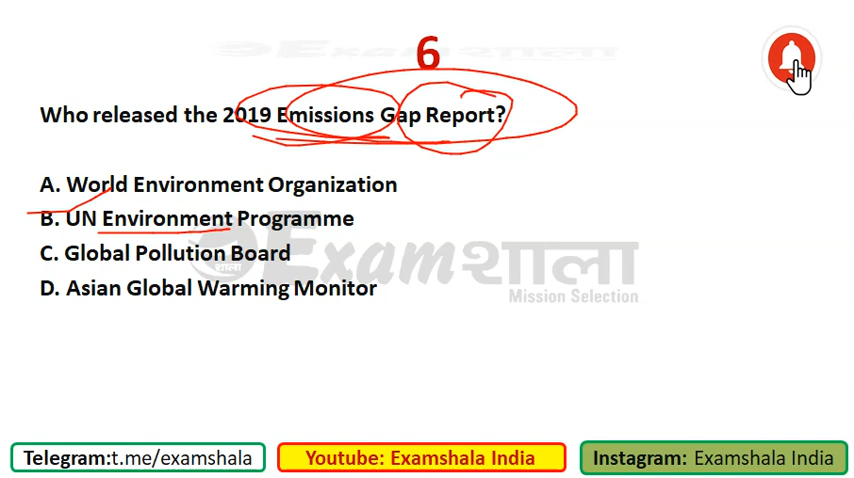 6
Who released the 2019 Emissions Gap Report?
A. World Environment Organization
B. UN Environment Programme
C. Global Pollution Board
D. Asian Global Warming Monitor
Examशाला
शाला
Mission Selection
Telegram:t.me/examshala
Youtube: Examshala India
Instagram: Examshala India